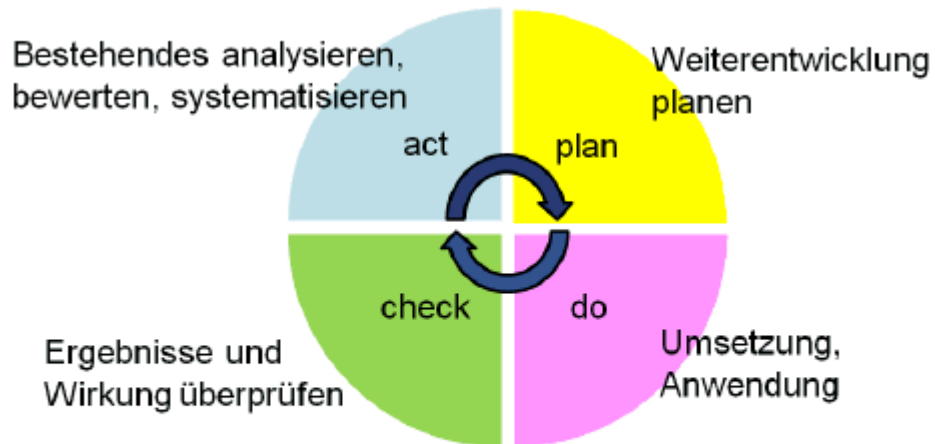 Bestehendes analysieren,
bewerten, systematisieren
act
Weiterentwicklung
planen
plan
check
Ergebnisse und
Wirkung überprüfen
do
Umsetzung,
Anwendung